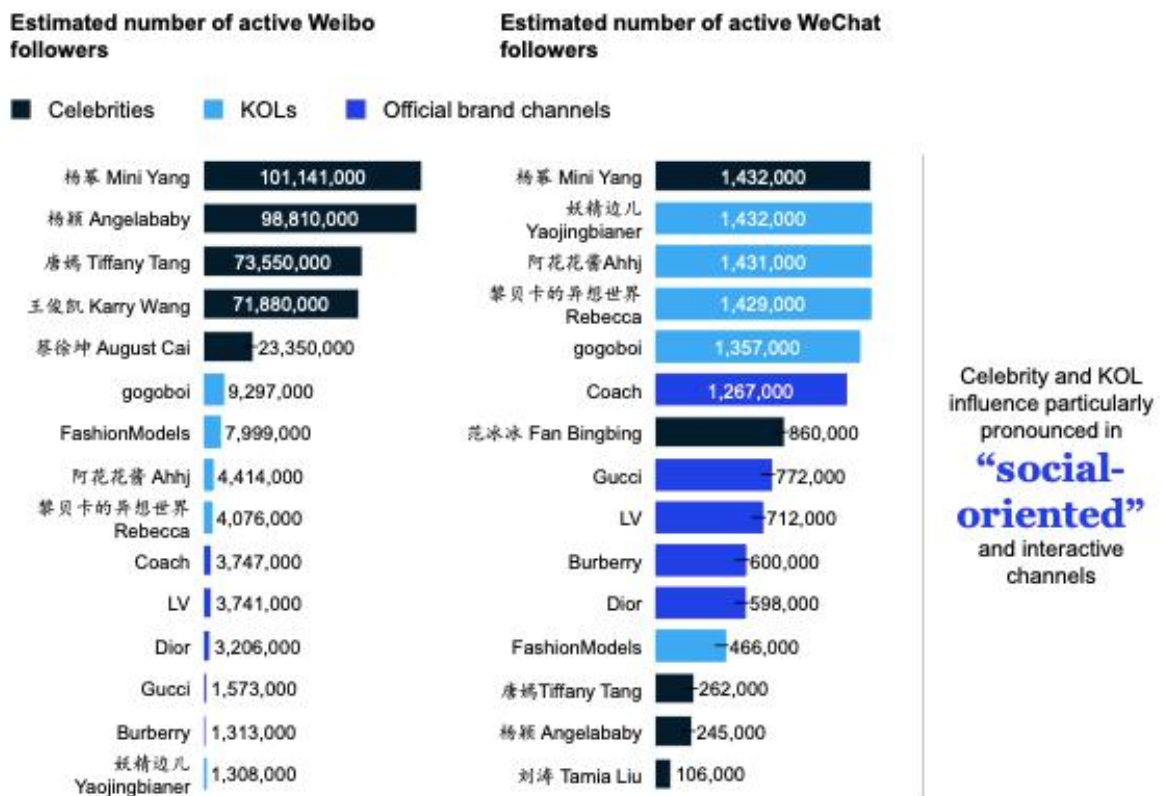 Estimated number of active Weibo
followers
Estimated number of active WeChat
followers
Celebrities
KOLs
Official brand channels
杨幂 Mini Yang 101,141,000
杨颖 Angelababy 98,810,000
唐嫣 Tiffany Tang 73,550,000
王俊凯 Karry Wang 71,880,000
蔡徐坤 August Cai 23,350,000
gogoboi 9,297,000
FashionModels 7,999,000
阿花花酱 Ahhj 4,414,000
黎贝卡的异想世界
Rebecca 4,076,000
Coach 3,747,000
LV 3,741,000
Dior 3,206,000
Gucci 1,573,000
Burberry 1,313,000
妖精边儿
Yaojingbianer 1,308,000
杨幂 Mini Yang 1,432,000
妖精边儿
Yaojingbianer 1,432,000
阿花花酱Ahhj 1,431,000
黎贝卡的异想世界
Rebecca 1,429,000
gogoboi 1,357,000
Coach 1,267,000
范冰冰 Fan Bingbing 860,000
Gucci 772,000
LV 712,000
Burberry 600,000
Dior 598,000
FashionModels 466,000
唐嫣Tiffany Tang 262,000
杨颖 Angelababy 245,000
刘涛 Tamia Liu 106,000
Celebrity and KOL
influence particularly
pronounced in
“social-
oriented”
and interactive
channels